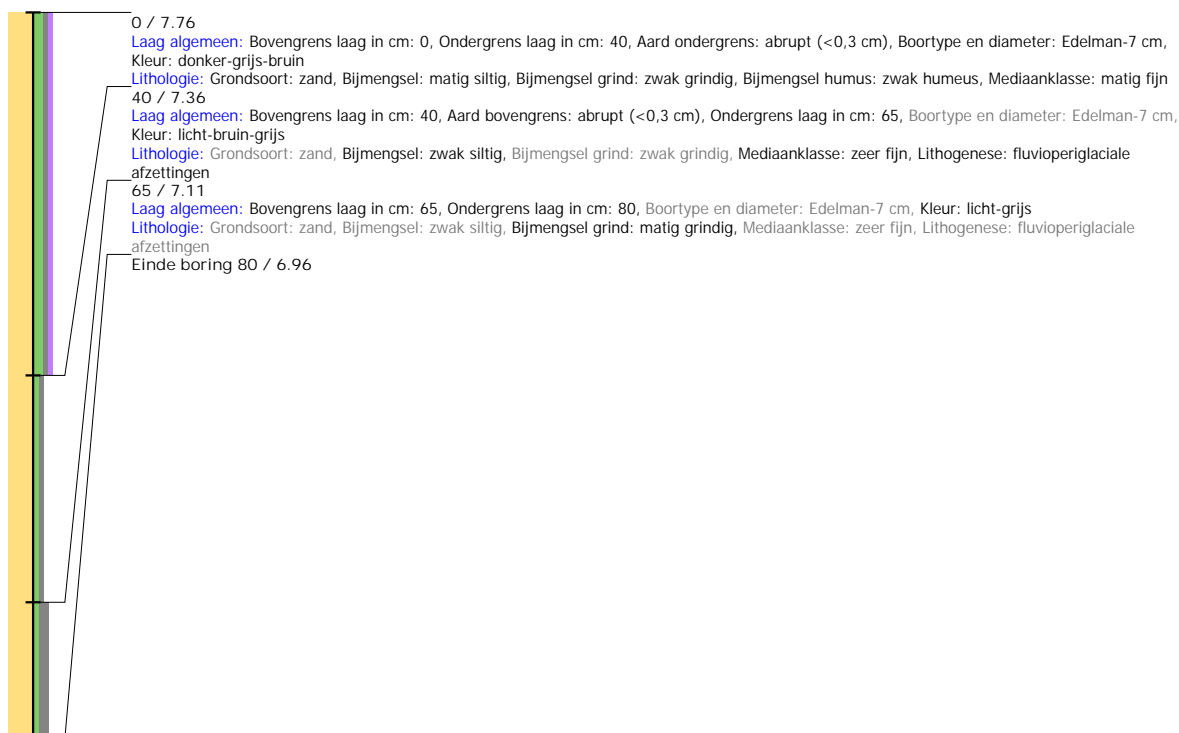 0 / 7.76
Laag algemeen: Bovengrens laag in cm: 0, Ondergrens laag in cm: 40, Aard ondergrens: abrupt (<0,3 cm), Boortype en diameter: Edelman-7 cm,
Kleur: donker-grijs-bruin
Lithologie: Grondsoort: zand, Bijmengsel: matig siltig, Bijmengsel grind: zwak grindig, Bijmengsel humus: zwak humeus, Mediaanklasse: matig fijn
40 / 7.36
Laag algemeen: Bovengrens laag in cm: 40, Aard bovengrens: abrupt (<0,3 cm), Ondergrens laag in cm: 65, Boortype en diameter: Edelman-7 cm,
Kleur: licht-bruin-grijs
Lithologie: Grondsoort: zand, Bijmengsel: zwak siltig, Bijmengsel grind: zwak grindig, Mediaanklasse: zeer fijn, Lithogenese: fluvioperiglaciale
afzettingen
65 / 7.11
Laag algemeen: Bovengrens laag in cm: 65, Ondergrens laag in cm: 80, Boortype en diameter: Edelman-7 cm, Kleur: licht-grijs
Lithologie: Grondsoort: zand, Bijmengsel: zwak siltig, Bijmengsel grind: matig grindig, Mediaanklasse: zeer fijn, Lithogenese: fluvioperiglaciale
afzettingen
Einde boring 80 / 6.96